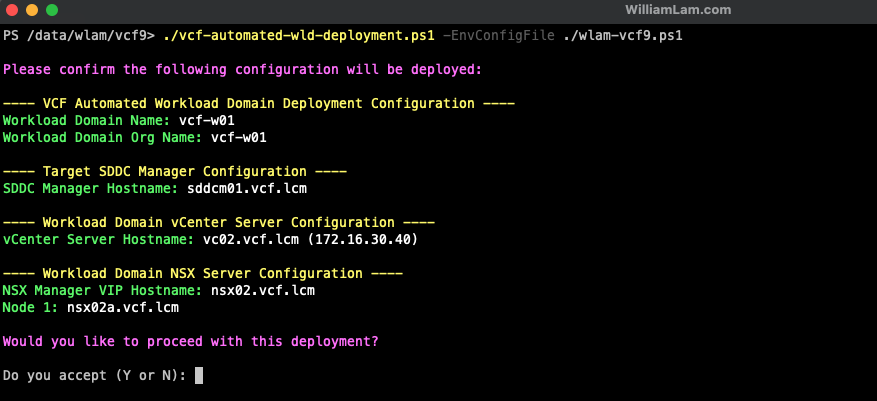 WilliamLam.com
PS /data/wlam/vcf9> ./vcf-automated-wld-deployment.ps1 -EnvConfigFile ./wlam-vcf9.ps1
Please confirm the following configuration will be deployed:
---- VCF Automated Workload Domain Deployment Configuration ----
Workload Domain Name: vcf-w01
Workload Domain Org Name: vcf-w01
---- Target SDDC Manager Configuration ----
SDDC Manager Hostname: sddcm01.vcf.lcm
---- Workload Domain vCenter Server Configuration ----
vCenter Server Hostname: vc02.vcf.lcm (172.16.30.40)
---- Workload Domain NSX Server Configuration ----
NSX Manager VIP Hostname: nsx02.vcf.lcm
Node 1: nsx02a.vcf.lcm
Would you like to proceed with this deployment?
Do you accept (Y or N):